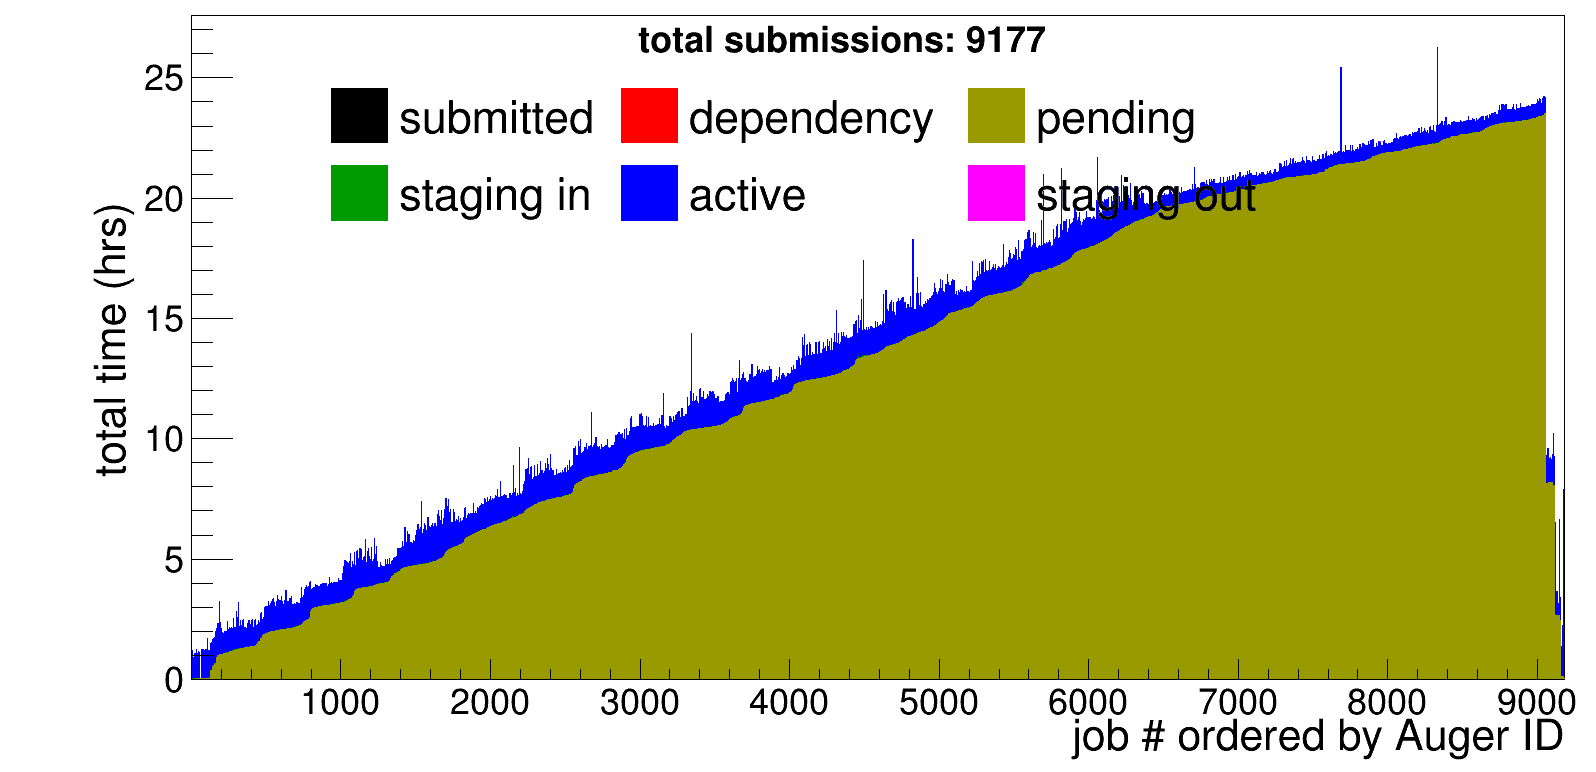 total submissions: 9177
submitted dependency pending
staging in active staging out
total time (hrs)
25
20
15
10
5
0
1000 2000 3000 4000 5000 6000 7000 8000 9000
job # ordered by Auger ID